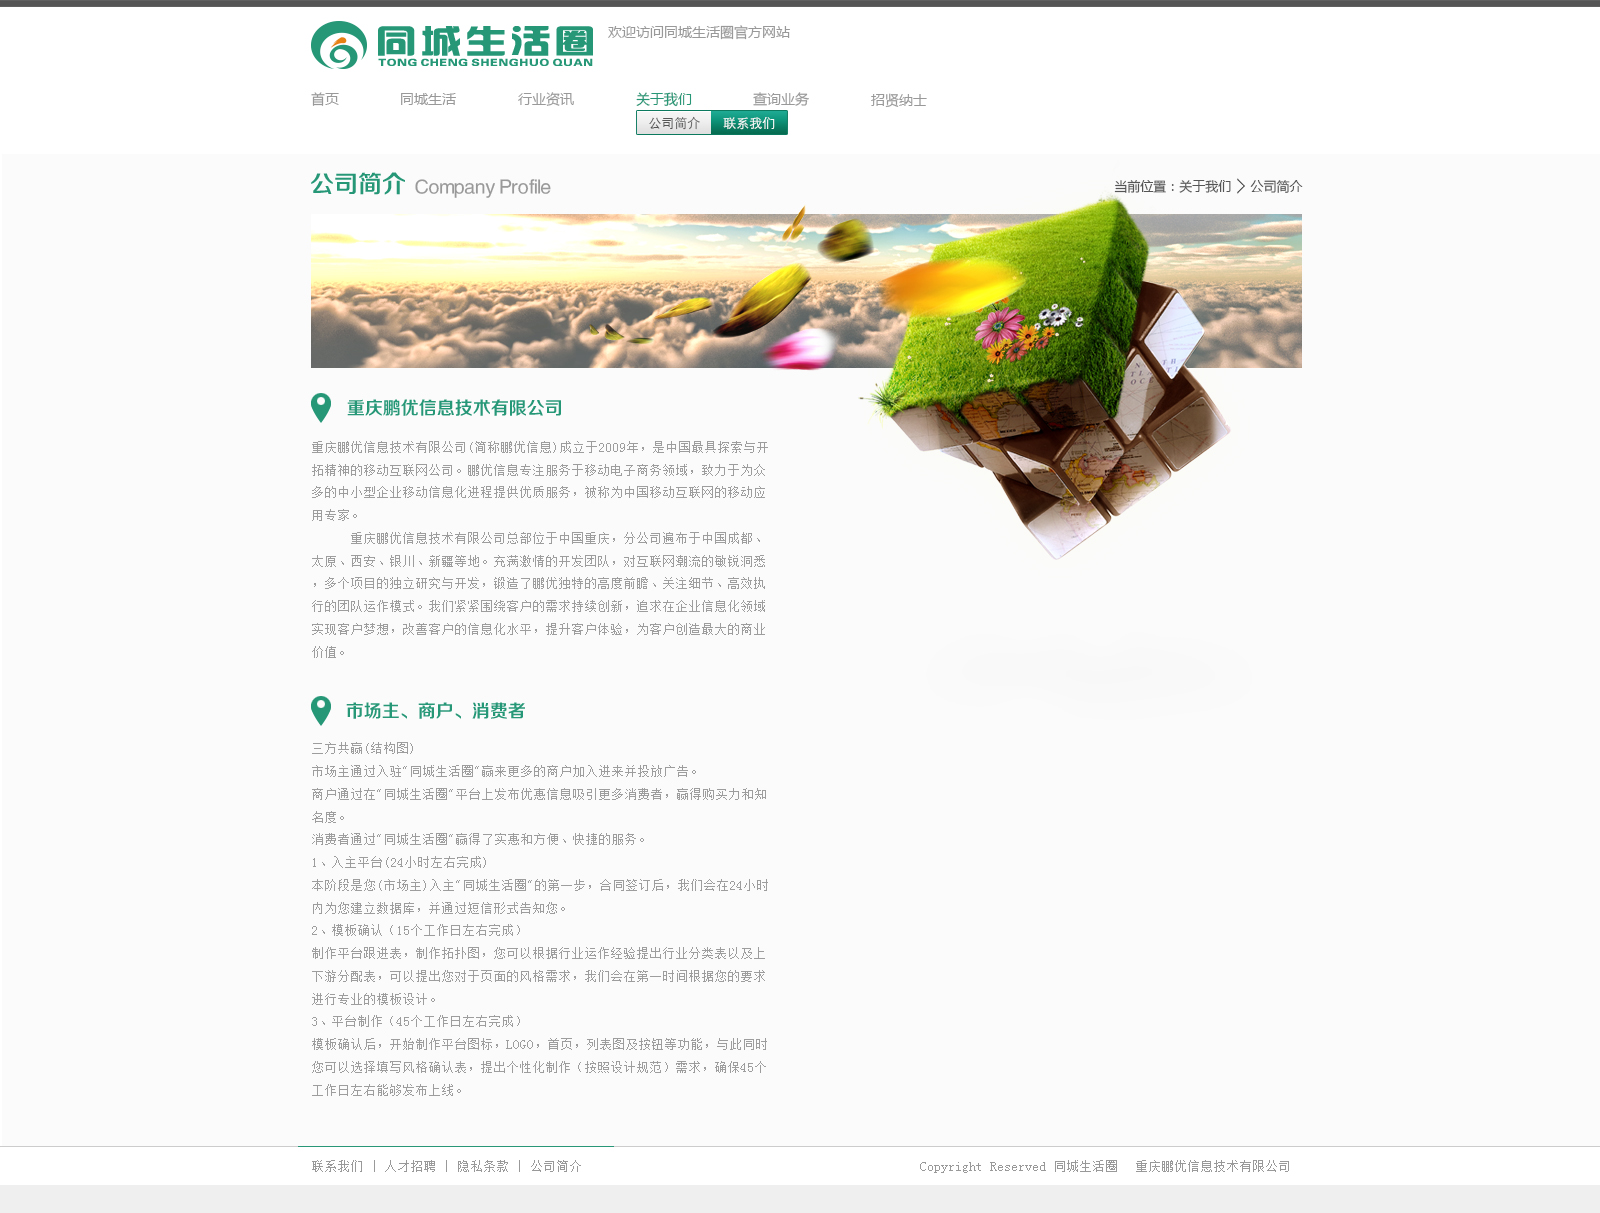 同城生活圈
TONG CHENG SHENGHUO QUAN
欢迎访问同城生活圈官方网站
首页 同城生活 行业资讯 关于我们 查询业务 招贤纳士
公司简介 联系我们
公司简介 Company Profile
当前位置：关于我们 > 公司简介
重庆鹏优信息技术有限公司
重庆鹏优信息技术有限公司(简称鹏优信息)成立于2009年，是中国最具探索与开
拓精神的移动互联网公司。鹏优信息专注服务于移动电子商务领域，致力于为众
多的中小型企业移动信息化进程提供优质服务，被称为中国移动互联网的移动应
用专家。
重庆鹏优信息技术有限公司总部位于中国重庆，分公司遍布于中国成都、
太原、西安、银川、新疆等地。充满激情的开发团队，对互联网潮流的敏锐洞悉
，多个项目的独立研究与开发，锻造了鹏优独特的高度前瞻、关注细节、高效执
行的团队运作模式。我们紧紧围绕客户的需求持续创新，追求在企业信息化领域
实现客户梦想，改善客户的信息化水平，提升客户体验，为客户创造最大的商业
价值。
市场主、商户、消费者
三方共赢(结构图)
市场主通过入驻"同城生活圈"赢来更多的商户加入进来并投放广告。
商户通过在"同城生活圈"平台上发布优惠信息吸引更多消费者，赢得购买力和知
名度。
消费者通过"同城生活圈"赢得了实惠和方便、快捷的服务。
1、入主平台(24小时左右完成)
本阶段是您(市场主)入主"同城生活圈"的第一步，合同签订后，我们会在24小时
内为您建立数据库，并通过短信形式告知您。
2、模板确认（15个工作日左右完成）
制作平台跟进表，制作拓扑图，您可以根据行业运作经验提出行业分类表以及上
下游分配表，可以提出您对于页面的风格需求，我们会在第一时间根据您的要求
进行专业的模板设计。
3、平台制作（45个工作日左右完成）
模板确认后，开始制作平台图标，LOGO，首页，列表图及按钮等功能，与此同时
您可以选择填写风格确认表，提出个性化制作（按照设计规范）需求，确保45个
工作日左右能够发布上线。
联系我们 | 人才招聘 | 隐私条款 | 公司简介
Copyright Reserved 同城生活圈 重庆鹏优信息技术有限公司